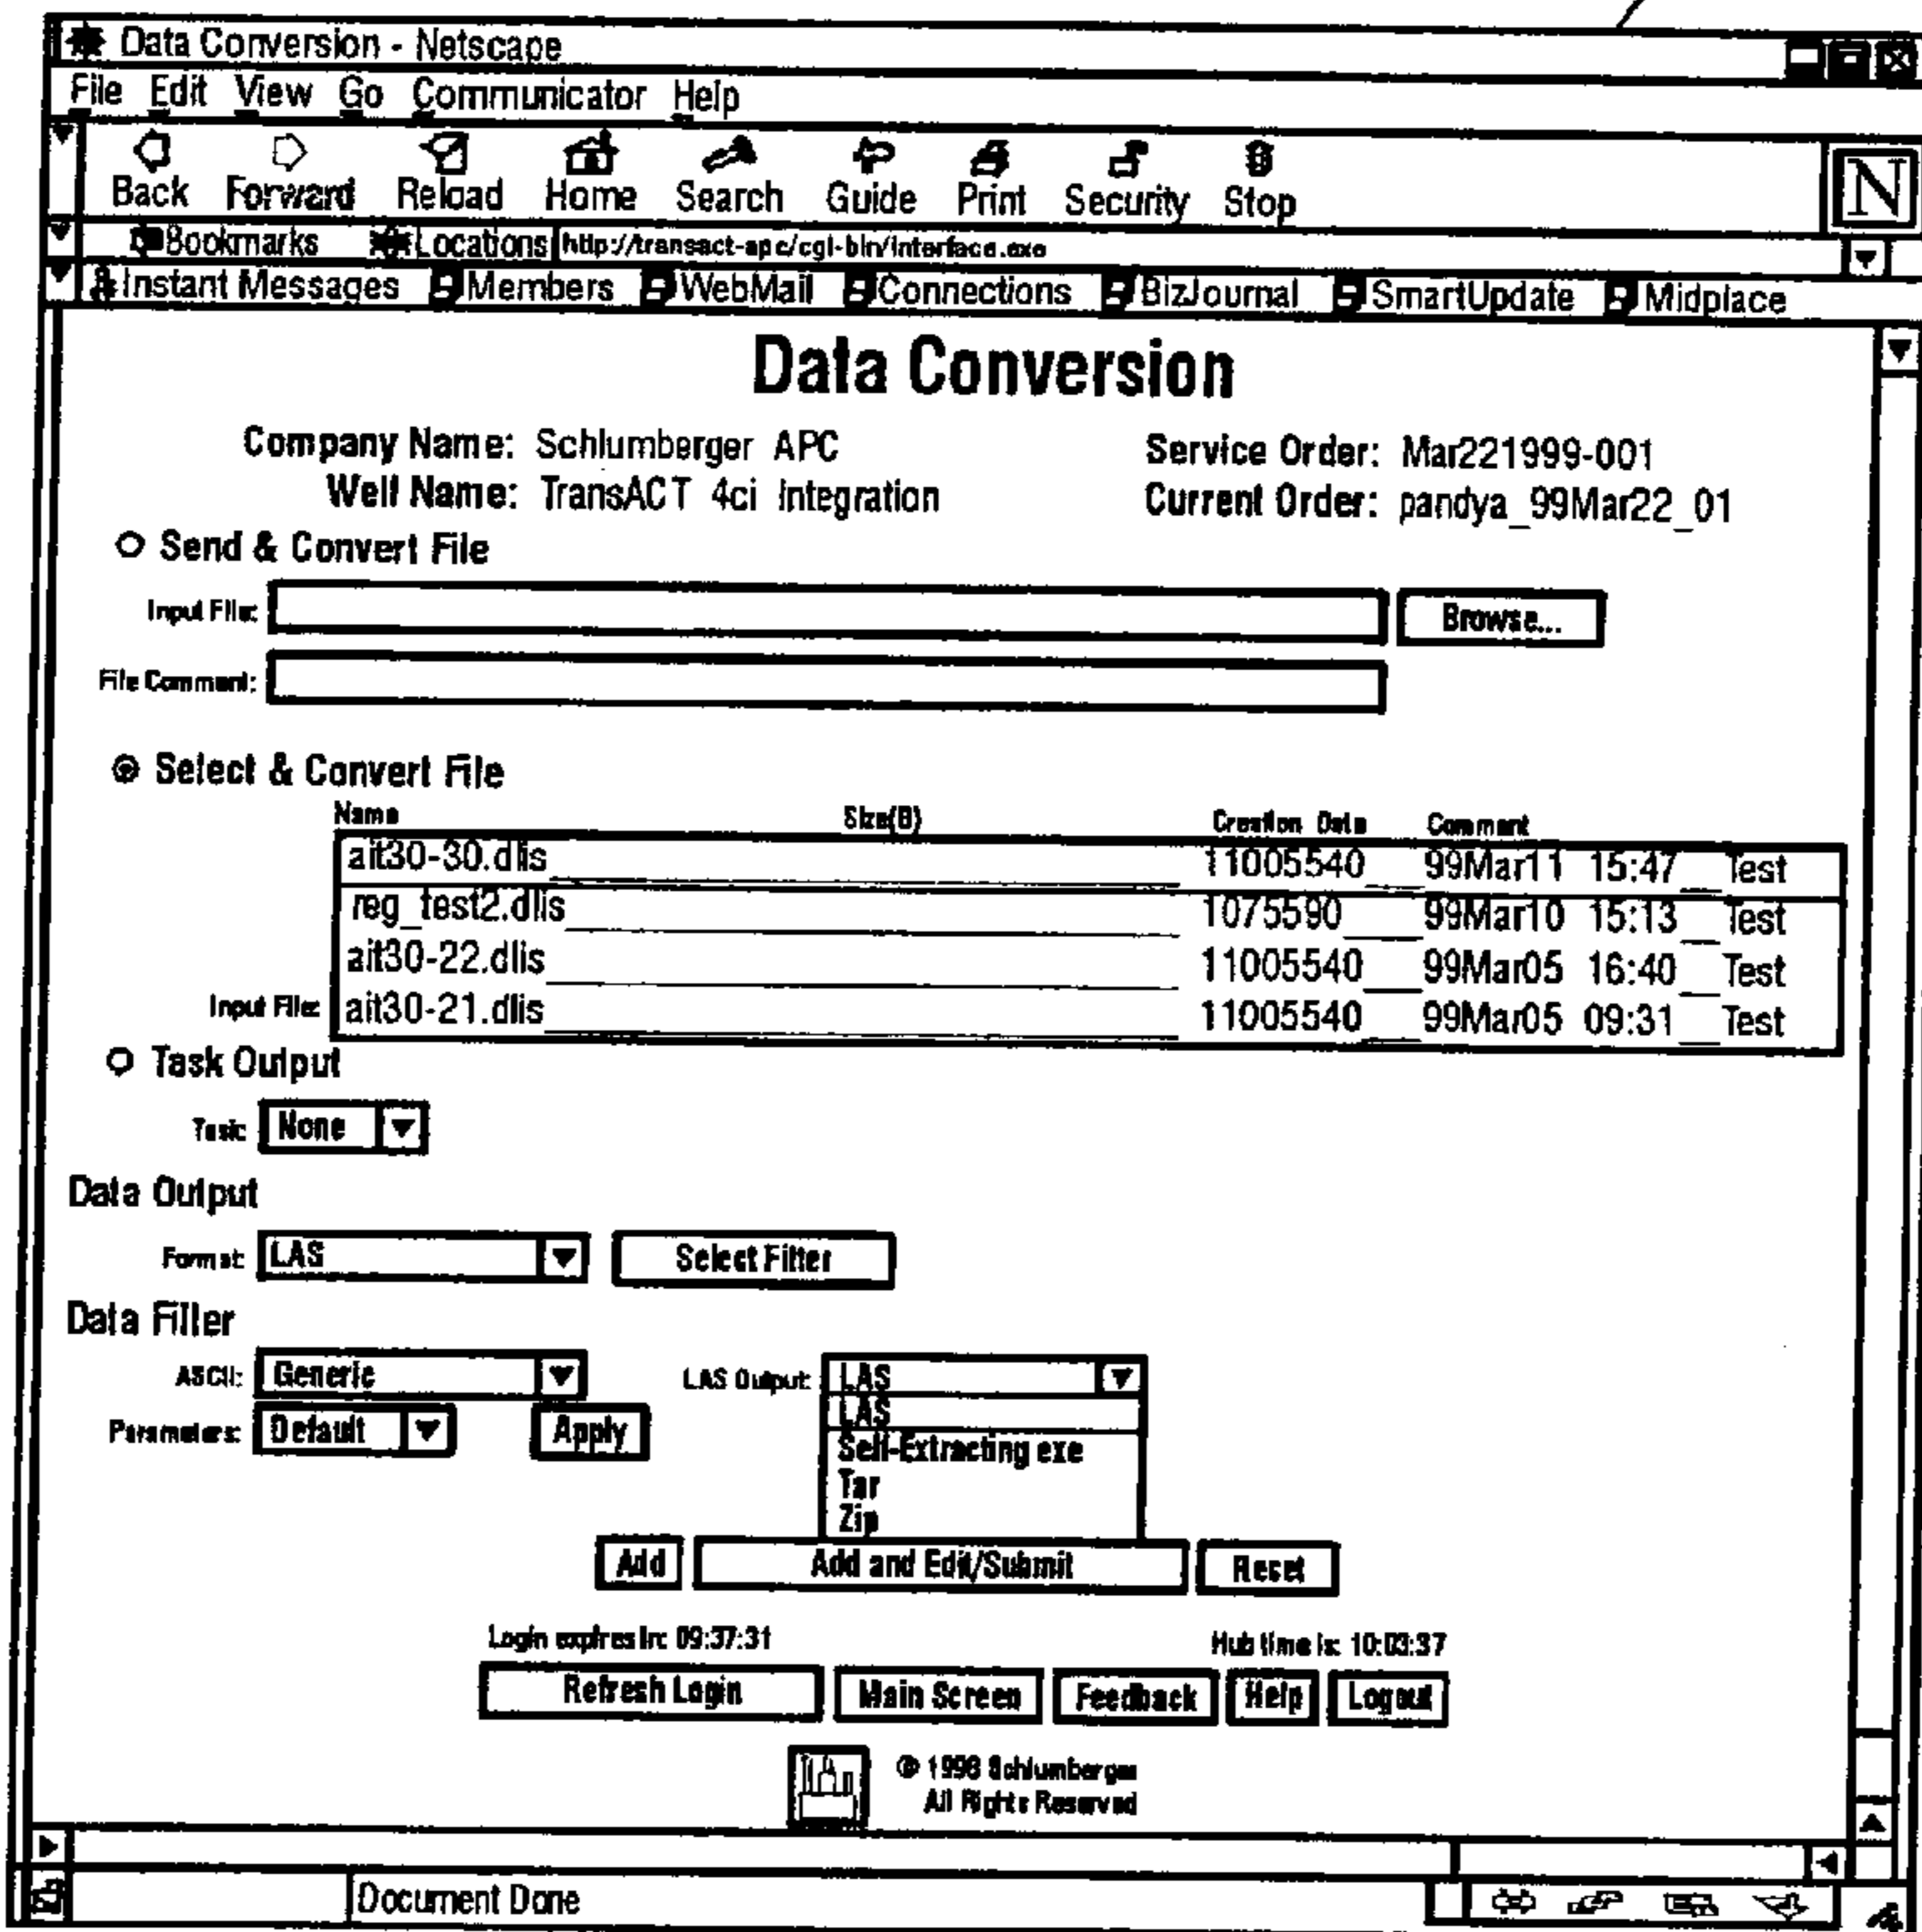 Data Conversion - Netscape
File Edit View Go Communicator Help
Back Forward Reload Home Search Guide Print Security Stop
Bookmarks Locations http://transact-apc/cgi-bin/interface.exe
Instant Messages Members WebMail Connections BizJournal SmartUpdate Midplace
N
Data Conversion
Company Name: Schlumberger APC Service Order: Mar221999-001
Well Name: TransACT 4ci Integration Current Order: pandya_99Mar22_01
Send & Convert File
Input File: Browse...
File Comment:
Select & Convert File
Name Size(B) Creation Date Comment
ait30-30.dlis 11005540 99Mar11 15:47 Test
reg_test2.dlis 1075590 99Mar10 15:13 Test
ait30-22.dlis 11005540 99Mar05 16:40 Test
Input File: ait30-21.dlis 11005540 99Mar05 09:31 Test
Task Output
Task: None
Data Output
Format: LAS Select Filter
Data Filler
ASCII: Generic LAS Output: LAS
LAS
Parameters: Default Apply
Self-Extracting exe
Tar
Zip
Add Add and Edit/Submit Reset
Login expires in: 09:37:31 Hub time is: 10:03:37
Refresh Login Main Screen Feedback Help Logout
© 1998 Schlumberger
All Rights Reserved
Document Done